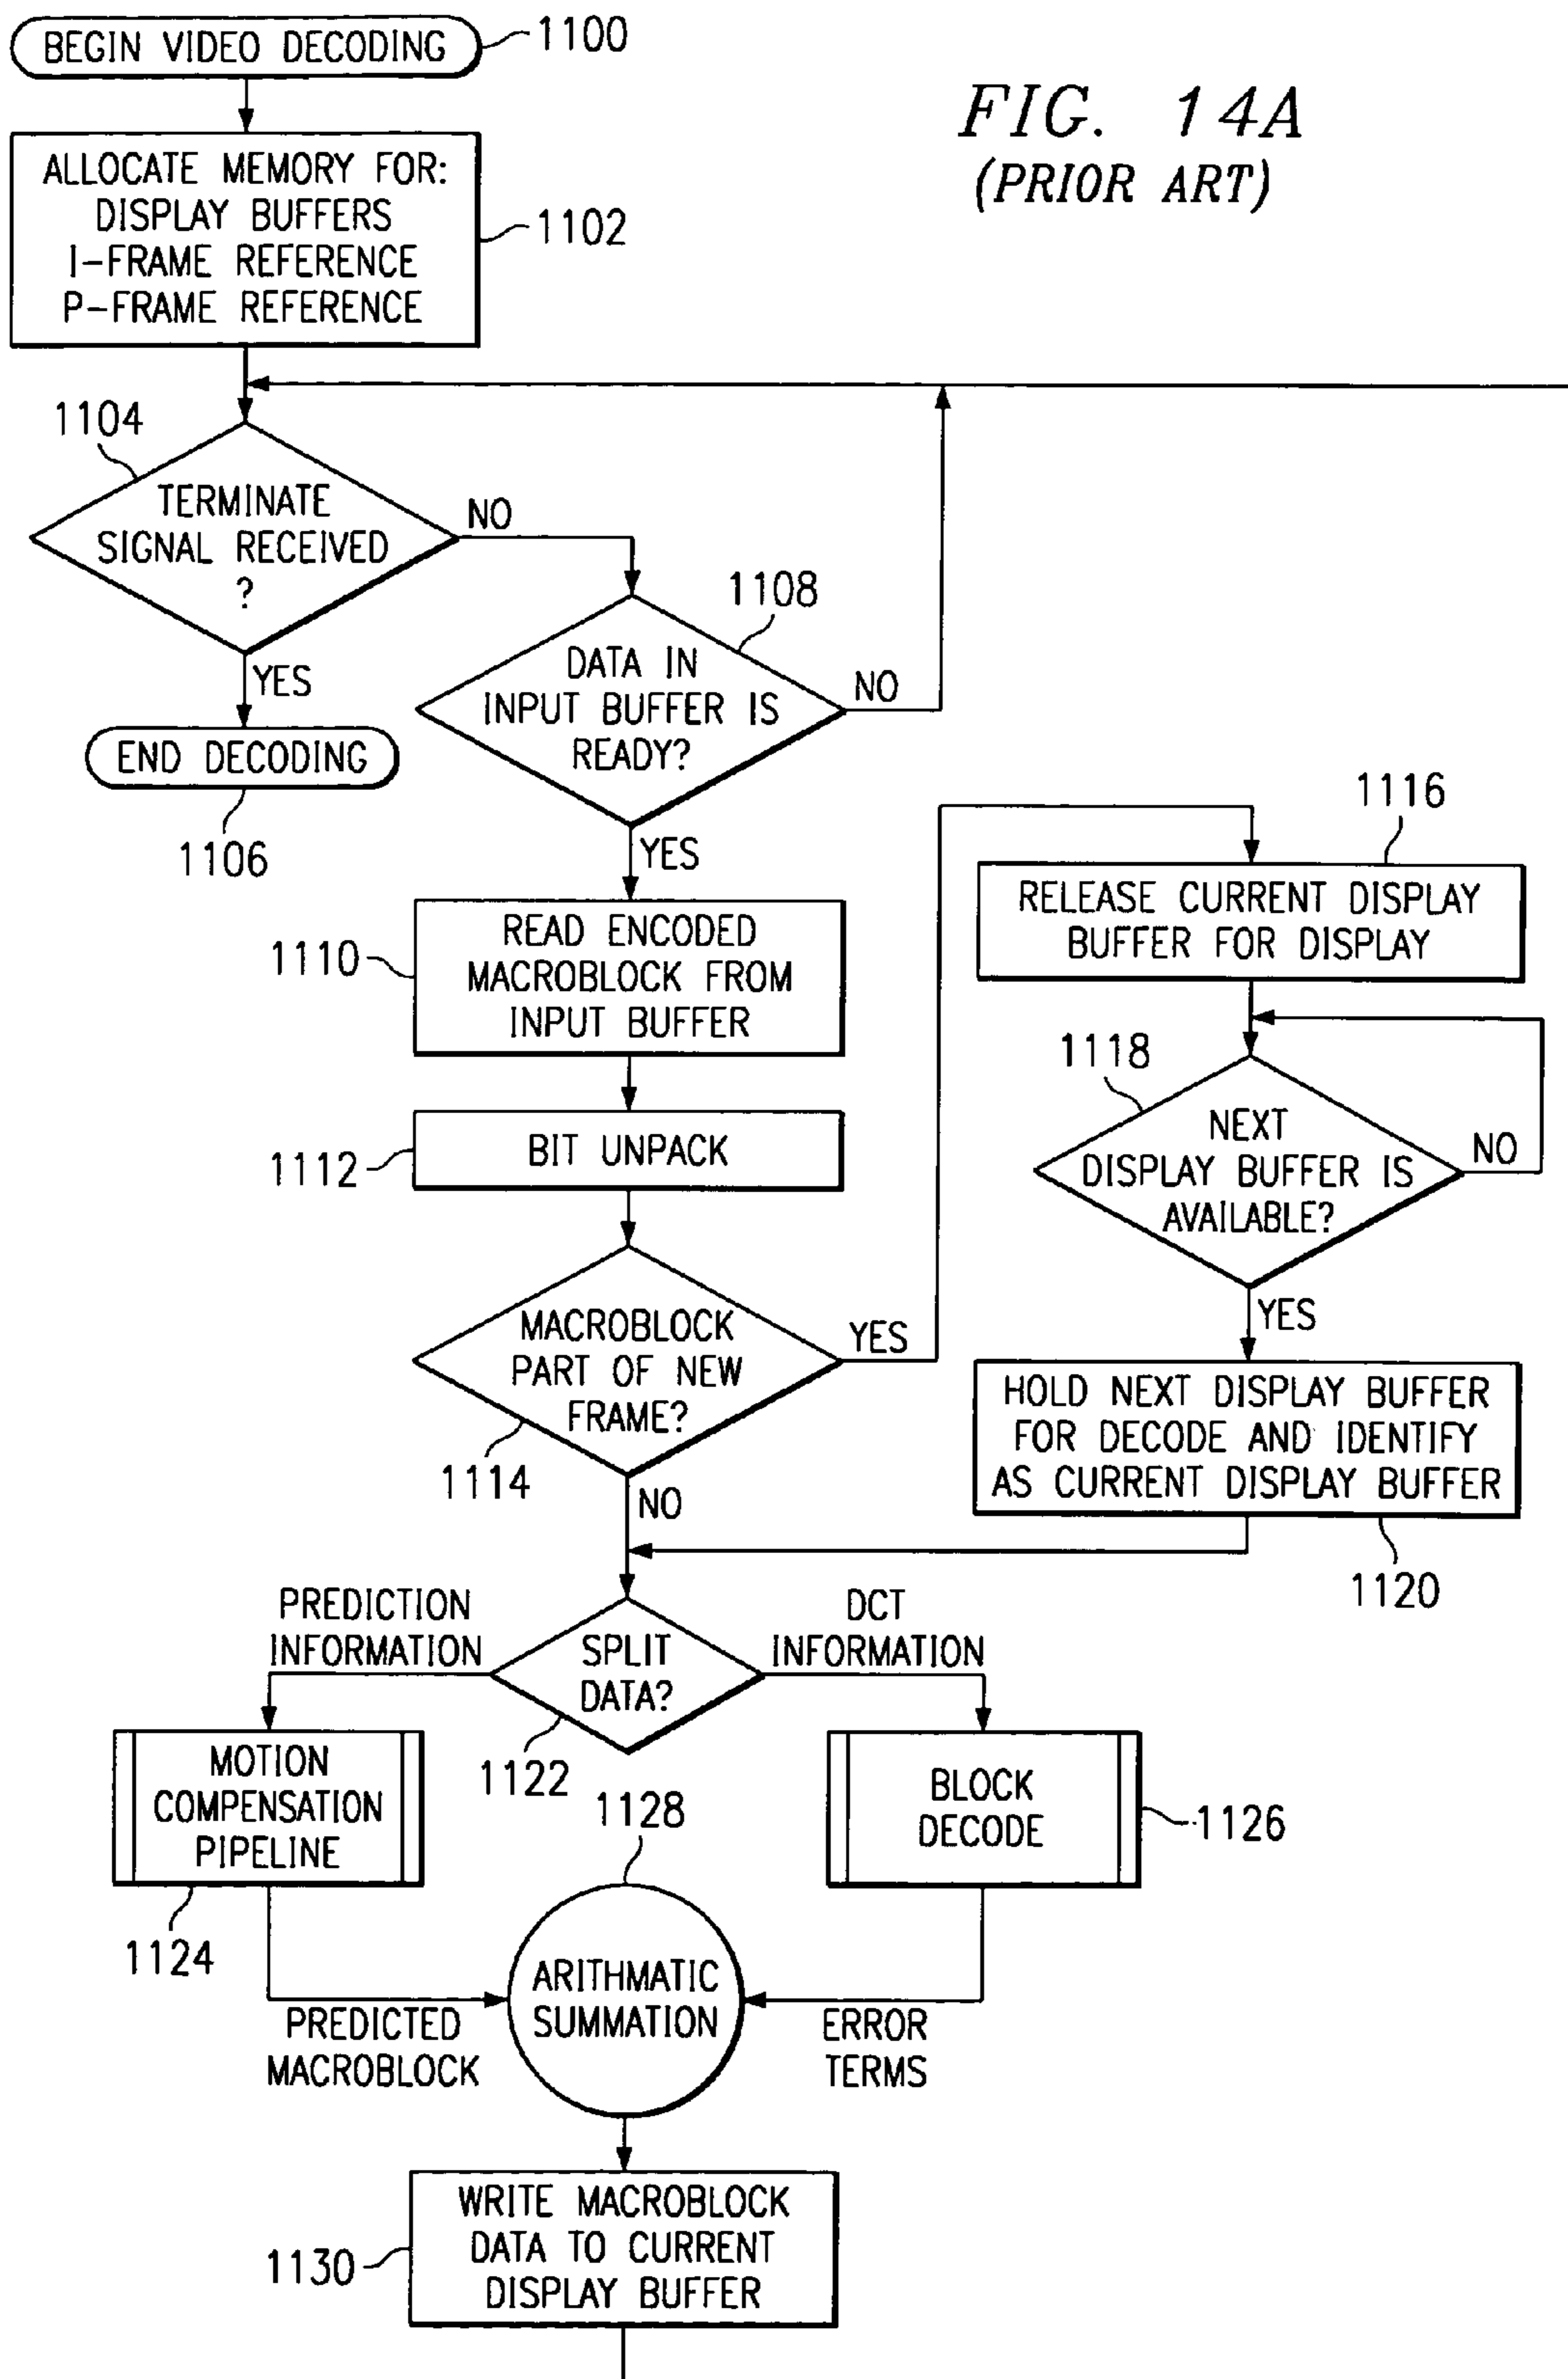 BEGIN VIDEO DECODING
1100
FIG. 14A
(PRIOR ART)
ALLOCATE MEMORY FOR:
DISPLAY BUFFERS
I-FRAME REFERENCE
P-FRAME REFERENCE
1102
1104
TERMINATE
SIGNAL RECEIVED
?
NO
YES
END DECODING
1106
1108
DATA IN
INPUT BUFFER IS
READY?
NO
YES
1110
READ ENCODED
MACROBLOCK FROM
INPUT BUFFER
1112
BIT UNPACK
MACROBLOCK
PART OF NEW
FRAME?
YES
1114
NO
1116
RELEASE CURRENT DISPLAY
BUFFER FOR DISPLAY
1118
NEXT
DISPLAY BUFFER IS
AVAILABLE?
NO
YES
HOLD NEXT DISPLAY BUFFER
FOR DECODE AND IDENTIFY
AS CURRENT DISPLAY BUFFER
1120
PREDICTION
INFORMATION
SPLIT
DATA?
DCT
INFORMATION
1122
MOTION
COMPENSATION
PIPELINE
1124
BLOCK
DECODE
1126
1128
ARITHMATIC
SUMMATION
PREDICTED
MACROBLOCK
ERROR
TERMS
1130
WRITE MACROBLOCK
DATA TO CURRENT
DISPLAY BUFFER